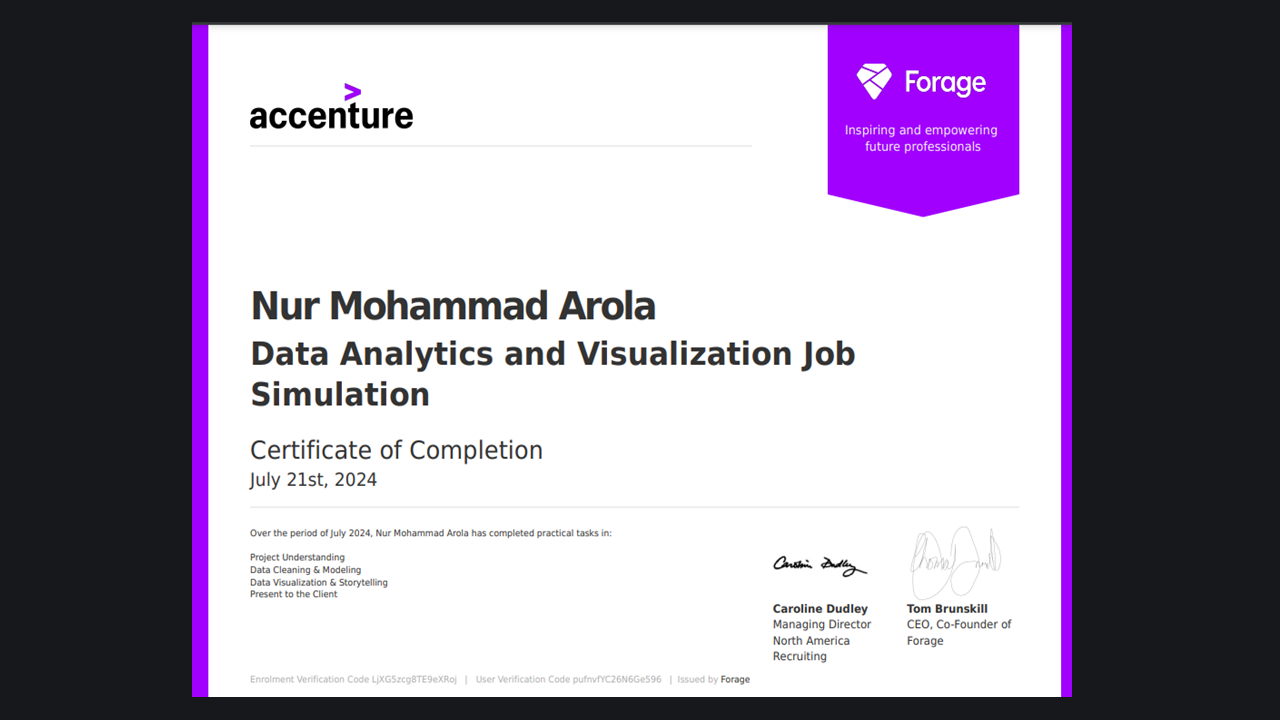 accenture
Forage
Inspiring and empowering
future professionals
Nur Mohammad Arola
Data Analytics and Visualization Job
Simulation
Certificate of Completion
July 21st, 2024
Over the period of July 2024, Nur Mohammad Arola has completed practical tasks in:
Project Understanding
Data Cleaning & Modeling
Data Visualization & Storytelling
Present to the Client
Caroline Dudley
Caroline Dudley
Managing Director
North America
Recruiting
Tom Brunskill
CEO, Co-Founder of
Forage
Enrolment Verification Code LjXG5zcg8TE9eXRoj | User Verification Code pufnvfYC26N6Ge596 | Issued by Forage